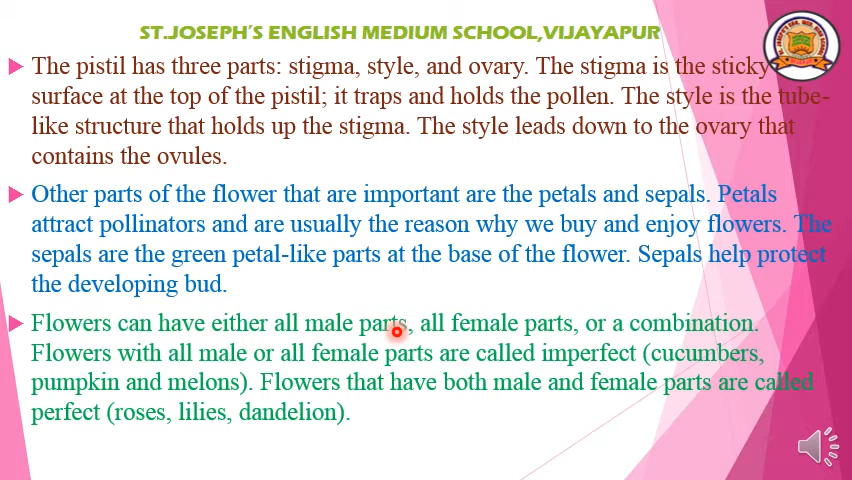 ST.JOSEPH'S ENGLISH MEDIUM SCHOOL,VIJAYAPUR
The pistil has three parts: stigma, style, and ovary. The stigma is the sticky
surface at the top of the pistil; it traps and holds the pollen. The style is the tube-
like structure that holds up the stigma. The style leads down to the ovary that
contains the ovules.
Other parts of the flower that are important are the petals and sepals. Petals
attract pollinators and are usually the reason why we buy and enjoy flowers. The
sepals are the green petal-like parts at the base of the flower. Sepals help protect
the developing bud.
Flowers can have either all male parts, all female parts, or a combination.
Flowers with all male or all female parts are called imperfect (cucumbers,
pumpkin and melons). Flowers that have both male and female parts are called
perfect (roses, lilies, dandelion).